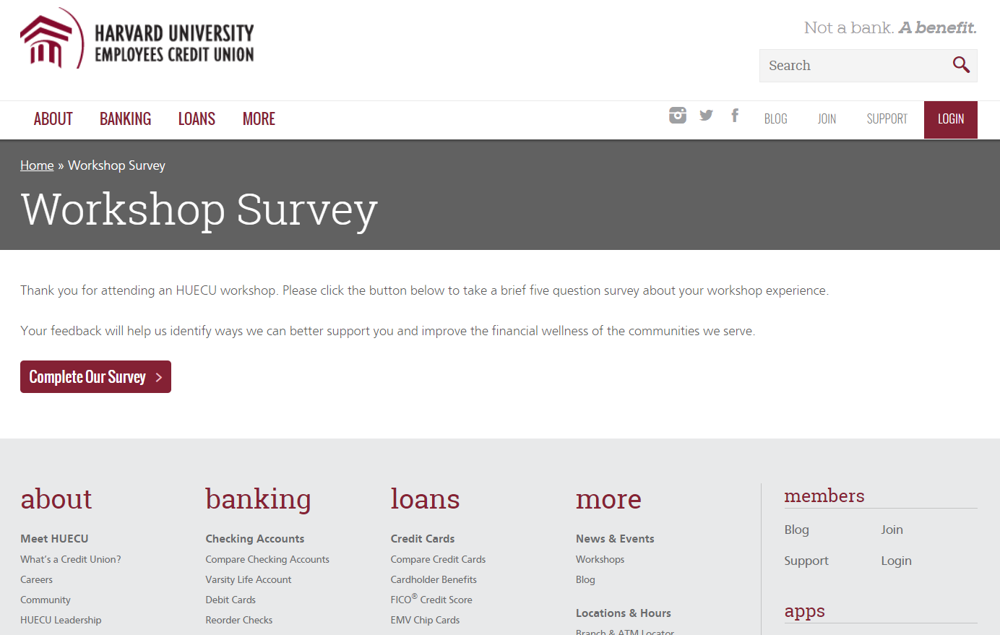 HARVARD UNIVERSITY
EMPLOYEES CREDIT UNION
Not a bank. A benefit.
Search
ABOUT BANKING LOANS MORE BLOG JOIN SUPPORT LOGIN
Home » Workshop Survey
Workshop Survey
Thank you for attending an HUECU workshop. Please click the button below to take a brief five question survey about your workshop experience.
Your feedback will help us identify ways we can better support you and improve the financial wellness of the communities we serve.
Complete Our Survey >
about
Meet HUECU
What's a Credit Union?
Careers
Community
HUECU Leadership
banking
Checking Accounts
Compare Checking Accounts
Varsity Life Account
Debit Cards
Reorder Checks
loans
Credit Cards
Compare Credit Cards
Cardholder Benefits
FICO® Credit Score
EMV Chip Cards
more
News & Events
Workshops
Blog
Locations & Hours
Branch & ATM Locator
members
Blog Join
Support Login
apps